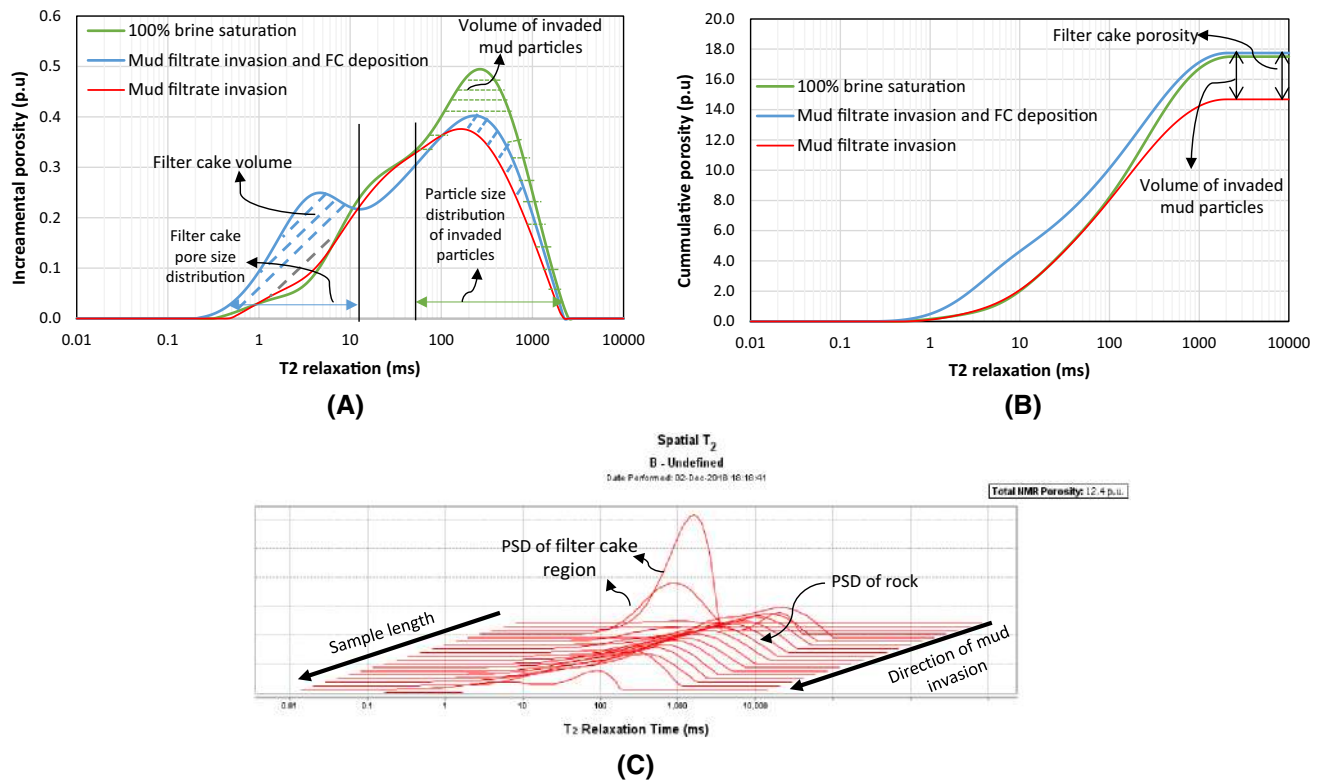 100% brine saturation
Mud filtrate invasion and FC deposition
Mud filtrate invasion
Volume of invaded
mud particles
Filter cake volume
Filter cake
pore size
distribution
Particle size
distribution
of invaded
particles
Increamental porosity (p.u)
0.6
0.5
0.4
0.3
0.2
0.1
0.0
0.01
0.1
1
10
100
1000
10000
T2 relaxation (ms)
(A)
Filter cake porosity
100% brine saturation
Mud filtrate invasion and FC deposition
Mud filtrate invasion
Volume of invaded
mud particles
Cummulative porosity (p.u)
20.0
18.0
16.0
14.0
12.0
10.0
8.0
6.0
4.0
2.0
0.0
0.01
0.1
1
10
100
1000
10000
T2 relaxation (ms)
(B)
Spatial T2
B - Undefined
Date Performed: 02-Dec-2018 16:16:41
Total NMR Porosity: 12.4 p.u.
PSD of filter cake
region
PSD of rock
Sample length
Direction of mud
invasion
0.01
0.1
1
10
100
1,000
10,000
T2 Relaxation Time (ms)
(C)